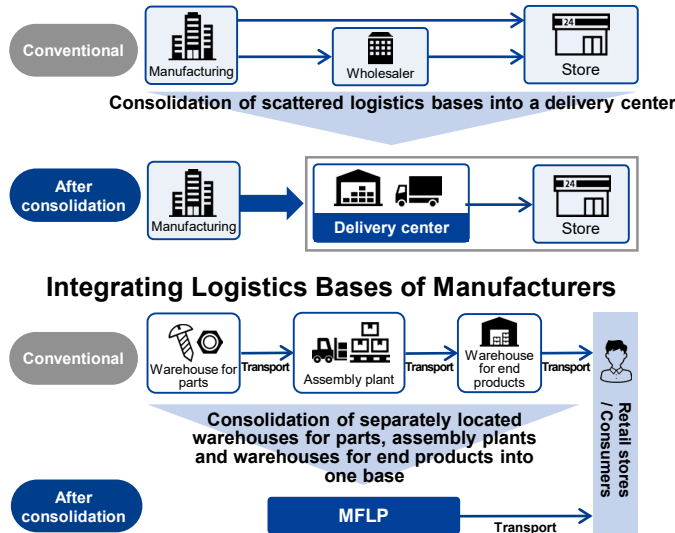 Conventional
Manufacturing
Wholesaler
24
Store
Consolidation of scattered logistics bases into a delivery center
After
consolidation
Manufacturing
Delivery center
24
Store
Integrating Logistics Bases of Manufacturers
Conventional
Warehouse for
parts
Transport
Assembly plant
Transport
Warehouse
for end
products
Transport
Retail stores
/ Consumers
Consolidation of separately located
warehouses for parts, assembly plants
and warehouses for end products into
one base
After
consolidation
MFLP
Transport